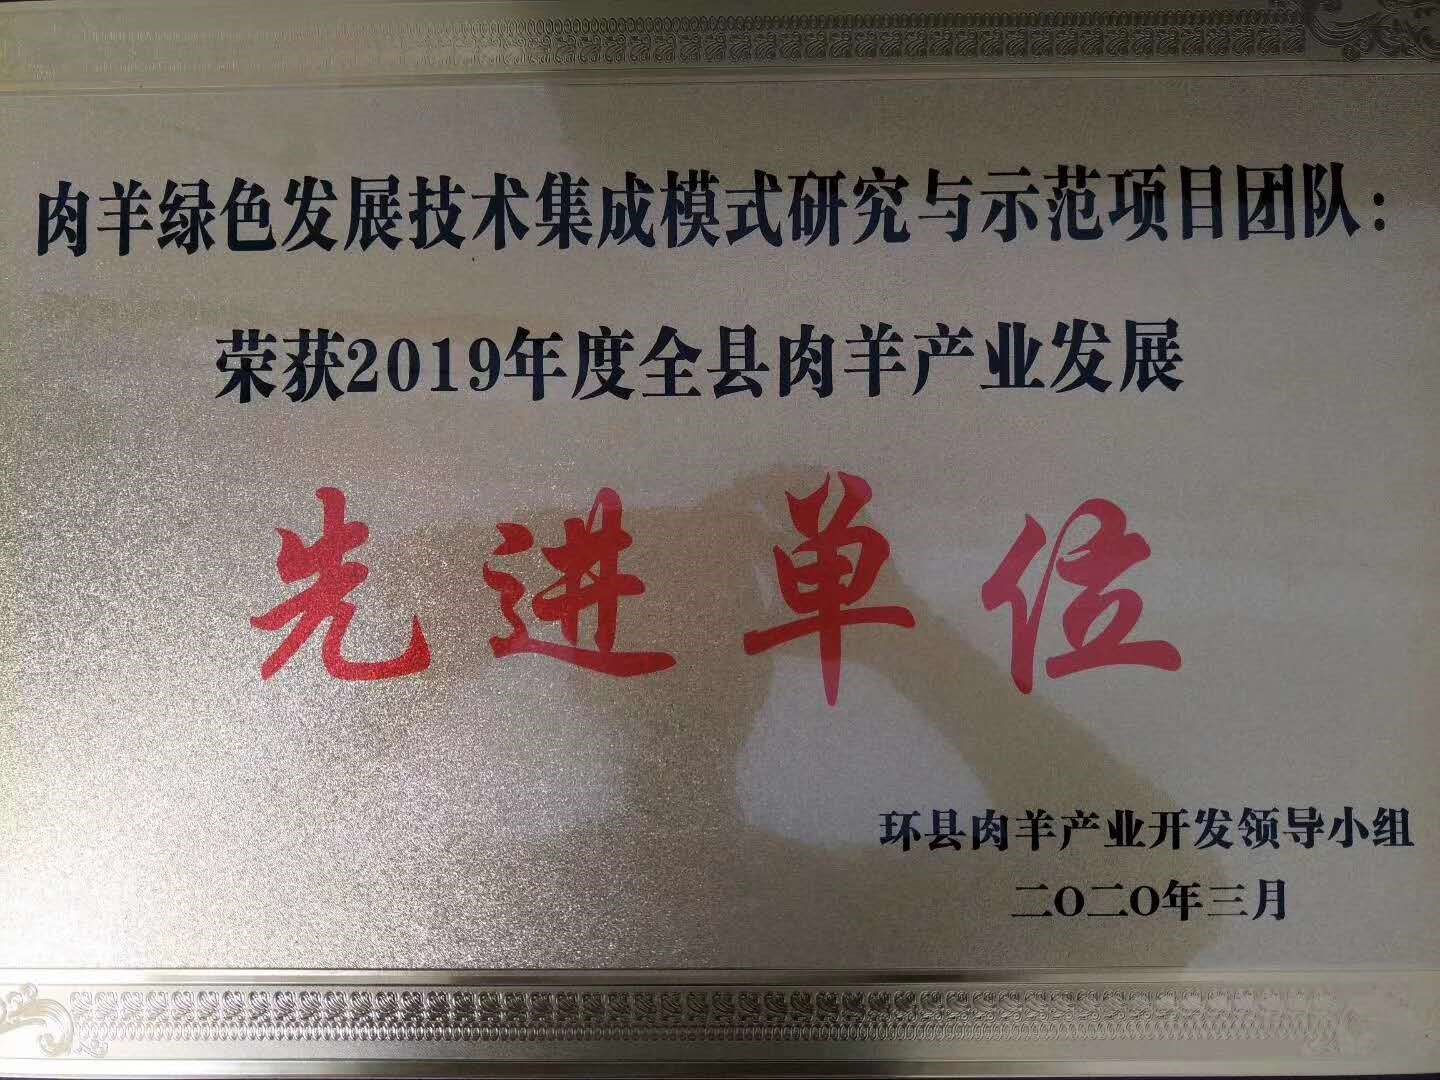 肉羊绿色发展技术集成模式研究与示范项目团队：
荣获2019年度全县肉羊产业发展
先进单位
环县肉羊产业开发领导小组
二〇二〇年三月